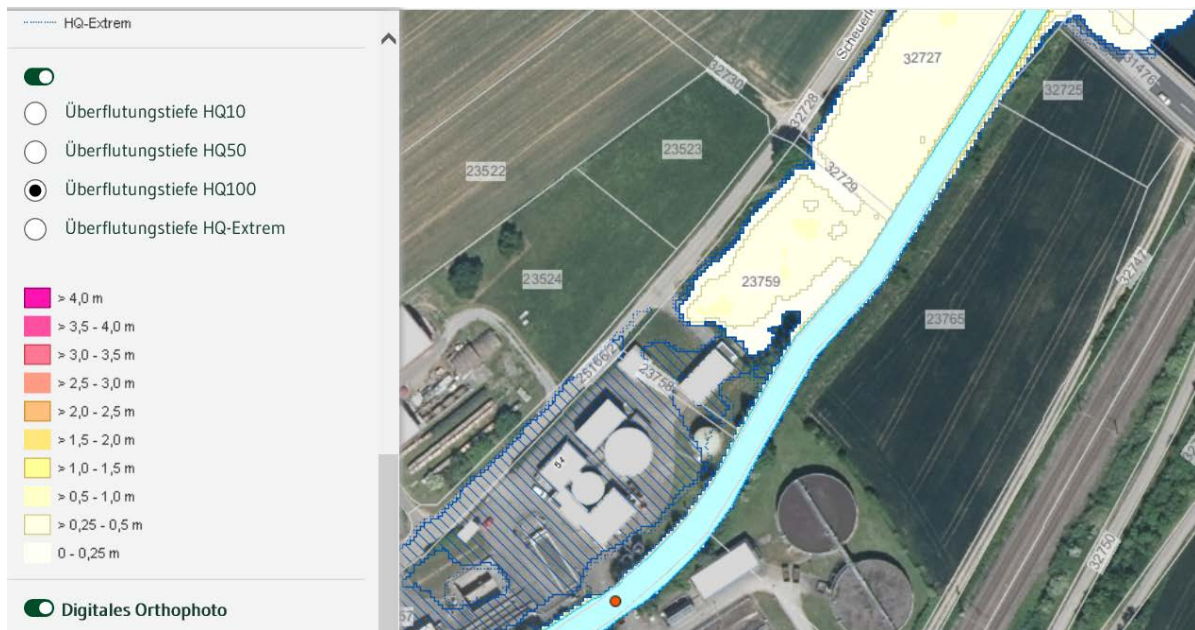 HQ-Extrem
Überflutungstiefe HQ10
Überflutungstiefe HQ50
Überflutungstiefe HQ100
Überflutungstiefe HQ-Extrem
> 4,0 m
> 3,5 - 4,0 m
> 3,0 - 3,5 m
> 2,5 - 3,0 m
> 2,0 - 2,5 m
> 1,5 - 2,0 m
> 1,0 - 1,5 m
> 0,5 - 1,0 m
> 0,25 - 0,5 m
0 - 0,25 m
Digitales Orthophoto
32727
32730
32728
31476
32725
23523
23522
32729
23524
23759
32747
23765
23758
54
32750